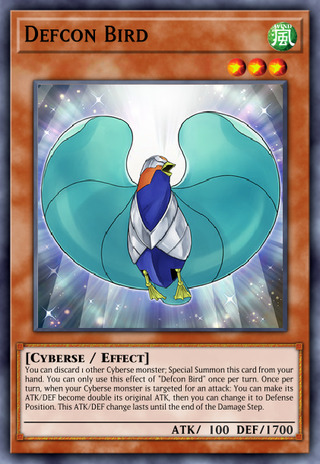 Defcon Bird
WIND
風
[Cyberse / Effect]
You can discard 1 other Cyberse monster; Special Summon this card from your
hand. You can only use this effect of "Defcon Bird" once per turn. Once per
turn, when your Cyberse monster is targeted for an attack: You can make its
ATK/DEF become double its original ATK, then you can change it to Defense
Position. This ATK/DEF change lasts until the end of the Damage Step.
ATK/ 100 DEF/1700